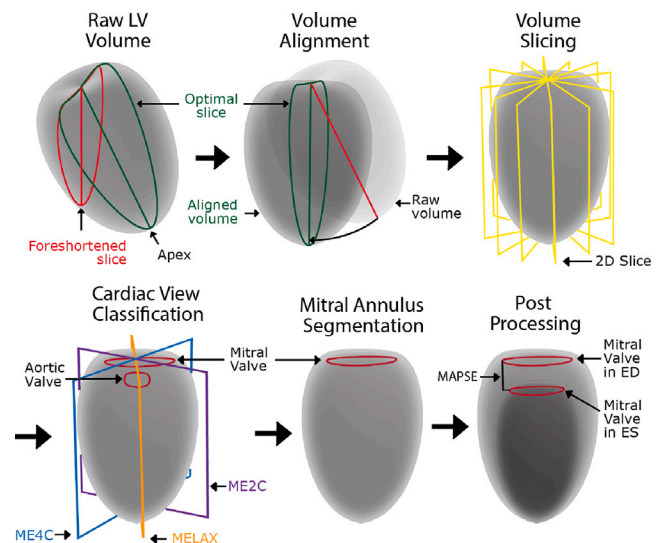 Raw LV
Volume
Volume
Alignment
Volume
Slicing
Optimal
slice
Aligned
volume
Raw
volume
Foreshortened
slice
Apex
2D Slice
Cardiac View
Classification
Mitral Annulus
Segmentation
Post
Processing
Aortic
Valve
Mitral
Valve
MAPSE
Mitral
Valve
in ED
Mitral
Valve
in ES
ME2C
ME4C
MELAX